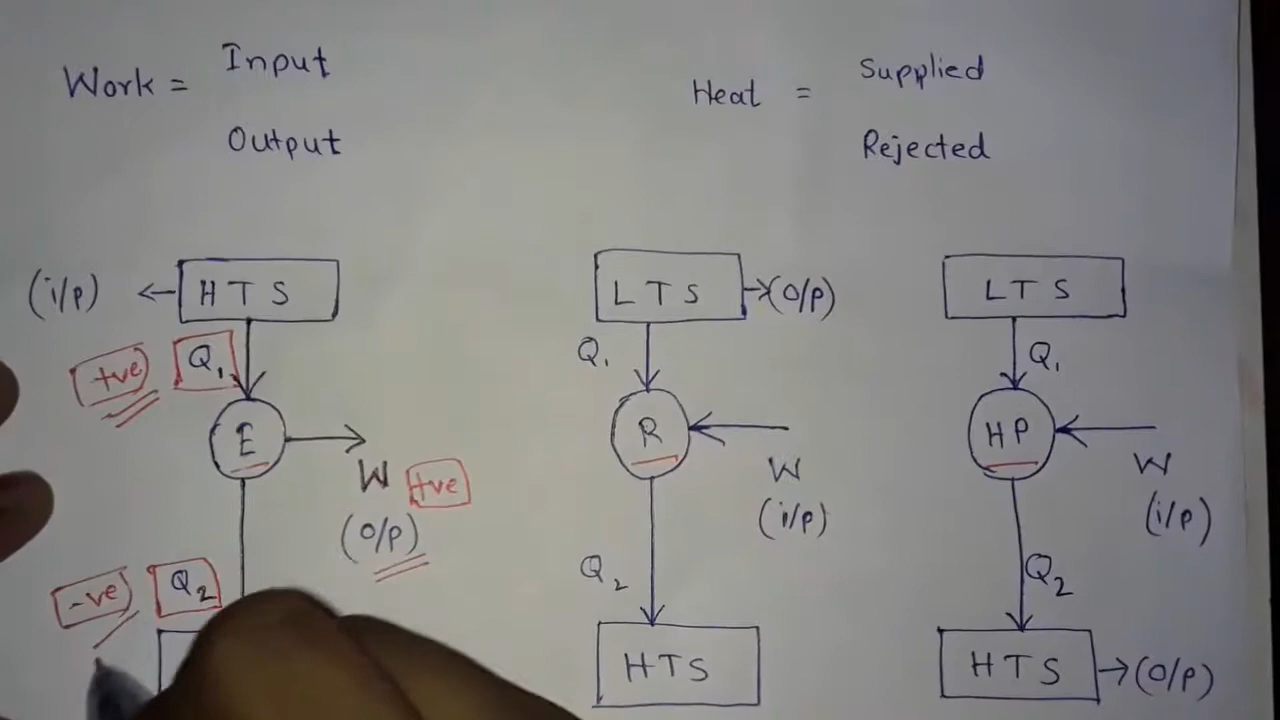 Work = Input
Output
Heat = Supplied
Rejected
(i/p) HTS
+ve Q1
E
W +ve
(O/P)
-ve Q2
LTS (O/P)
Q1
R
W
(i/p)
Q2
HTS
LTS
Q1
HP
W
(i/p)
Q2
HTS (O/P)